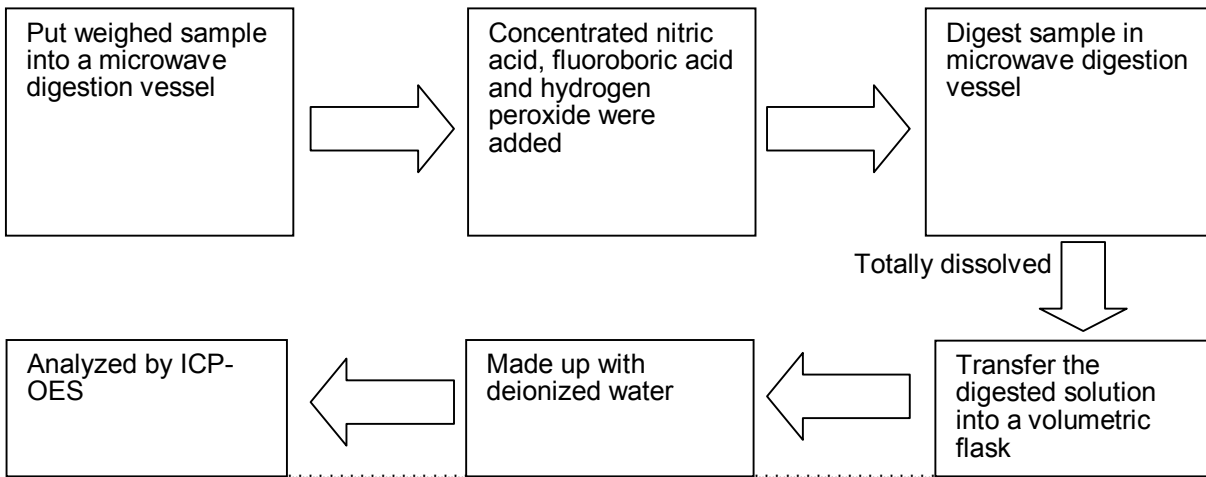 Put weighed sample
into a microwave
digestion vessel
Concentrated nitric
acid, fluoroboric acid
and hydrogen
peroxide were
added
Digest sample in
microwave digestion
vessel
Totally dissolved
Transfer the
digested solution
into a volumetric
flask
Made up with
deionized water
Analyzed by ICP-
OES